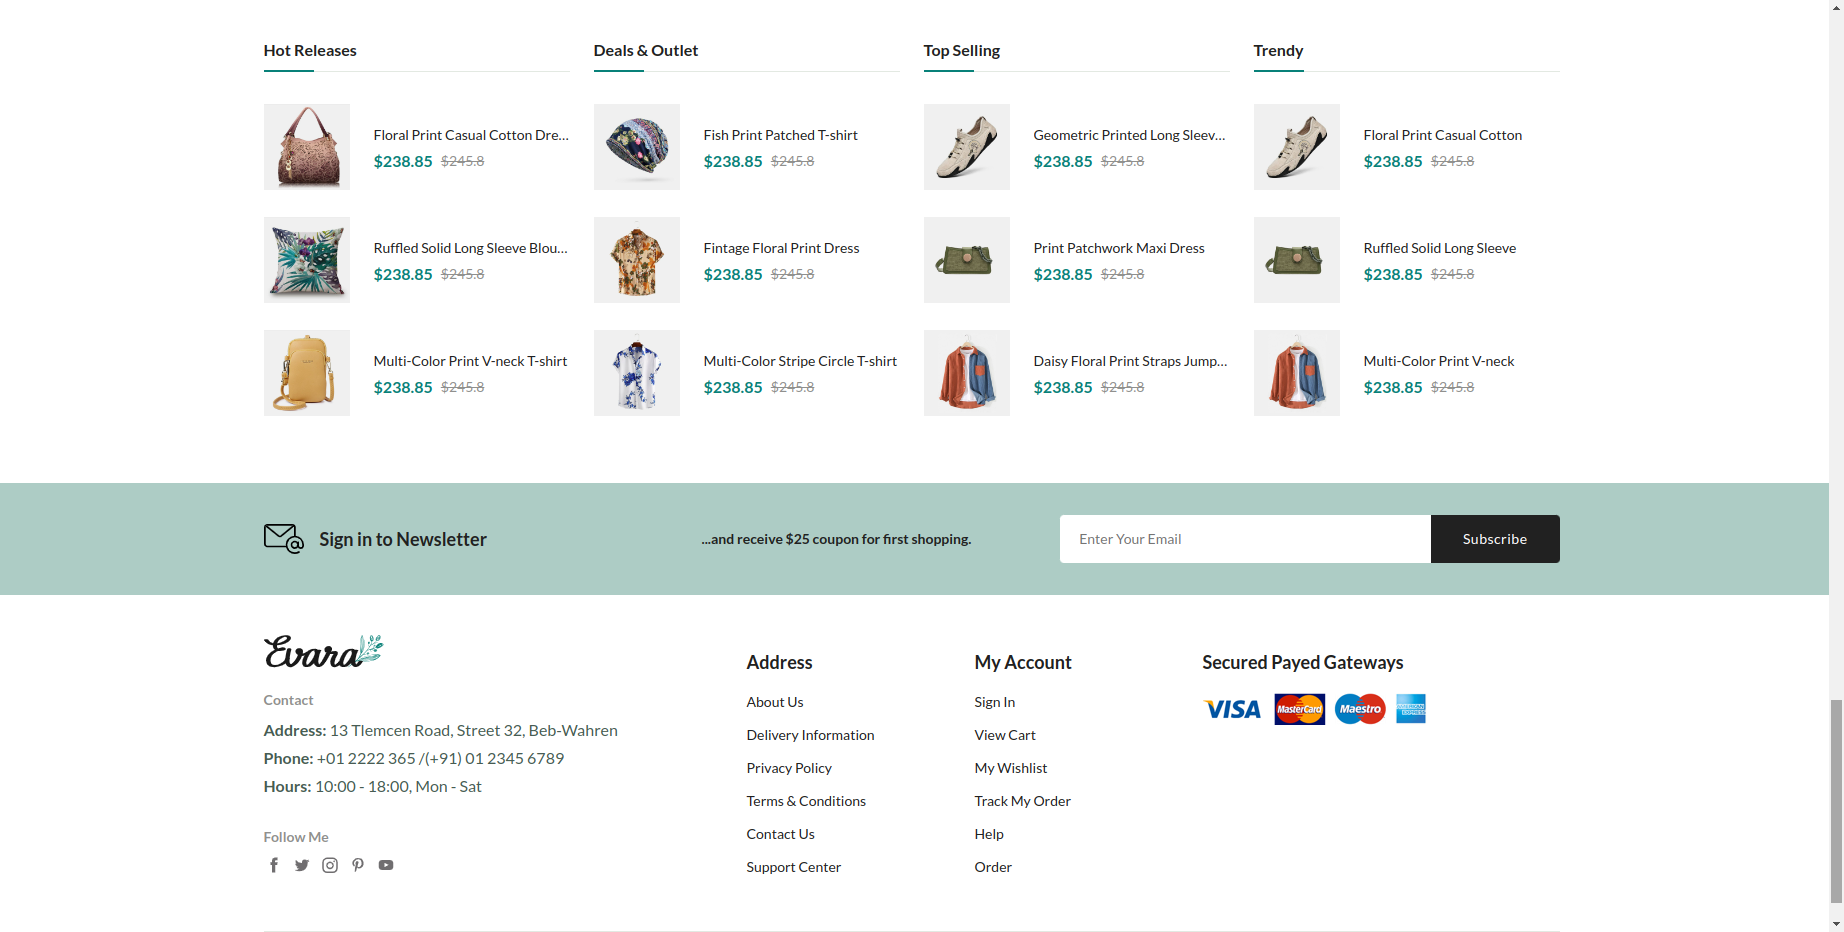 Hot Releases
Floral Print Casual Cotton Dre...
$238.85 $245.8
Ruffled Solid Long Sleeve Blou...
$238.85 $245.8
Multi-Color Print V-neck T-shirt
$238.85 $245.8
Deals & Outlet
Fish Print Patched T-shirt
$238.85 $245.8
Fintage Floral Print Dress
$238.85 $245.8
Multi-Color Stripe Circle T-shirt
$238.85 $245.8
Top Selling
Geometric Printed Long Sleev...
$238.85 $245.8
Print Patchwork Maxi Dress
$238.85 $245.8
Daisy Floral Print Straps Jump...
$238.85 $245.8
Trendy
Floral Print Casual Cotton
$238.85 $245.8
Ruffled Solid Long Sleeve
$238.85 $245.8
Multi-Color Print V-neck
$238.85 $245.8
Sign in to Newsletter
...and receive $25 coupon for first shopping.
Enter Your Email
Subscribe
Evara
Contact
Address: 13 Tlemcen Road, Street 32, Beb-Wahren
Phone: +01 2222 365 /(+91) 01 2345 6789
Hours: 10:00 - 18:00, Mon - Sat
Follow Me
Address
About Us
Delivery Information
Privacy Policy
Terms & Conditions
Contact Us
Support Center
My Account
Sign In
View Cart
My Wishlist
Track My Order
Help
Order
Secured Payed Gateways
VISA
MasterCard
Maestro
AMERICAN EXPRESS